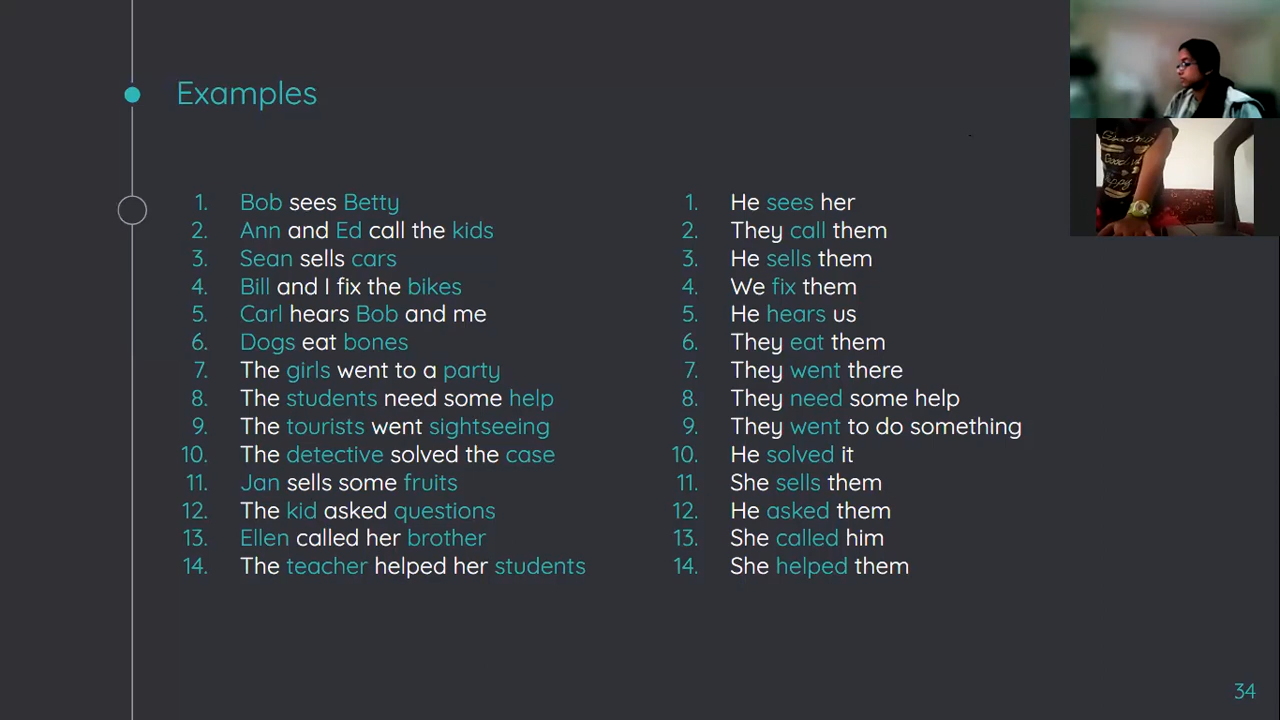 Examples
1. Bob sees Betty
2. Ann and Ed call the kids
3. Sean sells cars
4. Bill and I fix the bikes
5. Carl hears Bob and me
6. Dogs eat bones
7. The girls went to a party
8. The students need some help
9. The tourists went sightseeing
10. The detective solved the case
11. Jan sells some fruits
12. The kid asked questions
13. Ellen called her brother
14. The teacher helped her students
1. He sees her
2. They call them
3. He sells them
4. We fix them
5. He hears us
6. They eat them
7. They went there
8. They need some help
9. They went to do something
10. He solved it
11. She sells them
12. He asked them
13. She called him
14. She helped them
Good
34